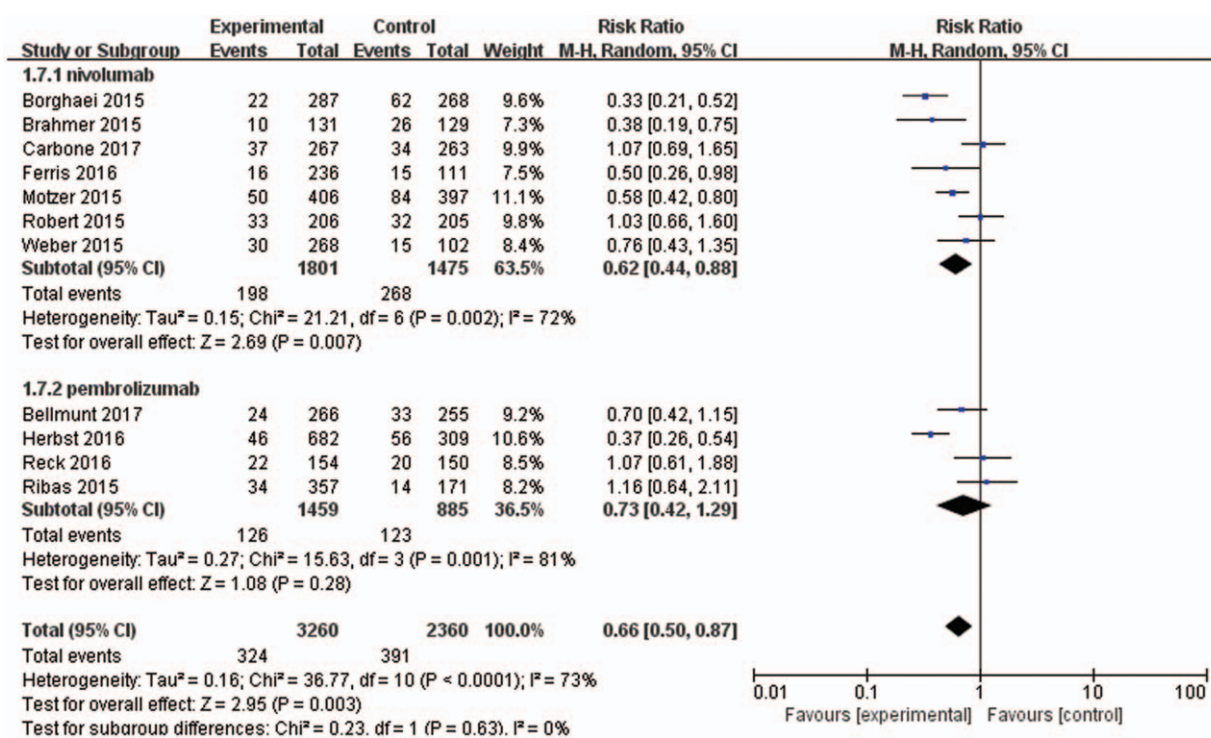 Experimental Control Risk Ratio Risk Ratio
Study or Subgroup Events Total Events Total Weight M-H, Random, 95% CI M-H, Random, 95% CI
1.7.1 nivolumab
Borghaei 2015 22 287 62 268 9.6% 0.33 [0.21, 0.52]
Brahmer 2015 10 131 26 129 7.3% 0.38 [0.19, 0.75]
Carbone 2017 37 267 34 263 9.9% 1.07 [0.69, 1.65]
Ferris 2016 16 236 15 111 7.5% 0.50 [0.26, 0.98]
Motzer 2015 50 406 84 397 11.1% 0.58 [0.42, 0.80]
Robert 2015 33 206 32 205 9.8% 1.03 [0.66, 1.60]
Weber 2015 30 268 15 102 8.4% 0.76 [0.43, 1.35]
Subtotal (95% CI) 1801 1475 63.5% 0.62 [0.44, 0.88]
Total events 198 268
Heterogeneity: Tau² = 0.15; Chi² = 21.21, df = 6 (P = 0.002); I² = 72%
Test for overall effect: Z = 2.69 (P = 0.007)
1.7.2 pembrolizumab
Bellmunt 2017 24 266 33 255 9.2% 0.70 [0.42, 1.15]
Herbst 2016 46 682 56 309 10.6% 0.37 [0.26, 0.54]
Reck 2016 22 154 20 150 8.5% 1.07 [0.61, 1.88]
Ribas 2015 34 357 14 171 8.2% 1.16 [0.64, 2.11]
Subtotal (95% CI) 1459 885 36.5% 0.73 [0.42, 1.29]
Total events 126 123
Heterogeneity: Tau² = 0.27; Chi² = 15.63, df = 3 (P = 0.001); I² = 81%
Test for overall effect: Z = 1.08 (P = 0.28)
Total (95% CI) 3260 2360 100.0% 0.66 [0.50, 0.87]
Total events 324 391
Heterogeneity: Tau² = 0.16; Chi² = 36.77, df = 10 (P < 0.0001); I² = 73%
Test for overall effect: Z = 2.95 (P = 0.003)
Test for subgroup differences: Chi² = 0.23, df = 1 (P = 0.63), I² = 0%
0.01 0.1 1 10 100
Favours [experimental] Favours [control]